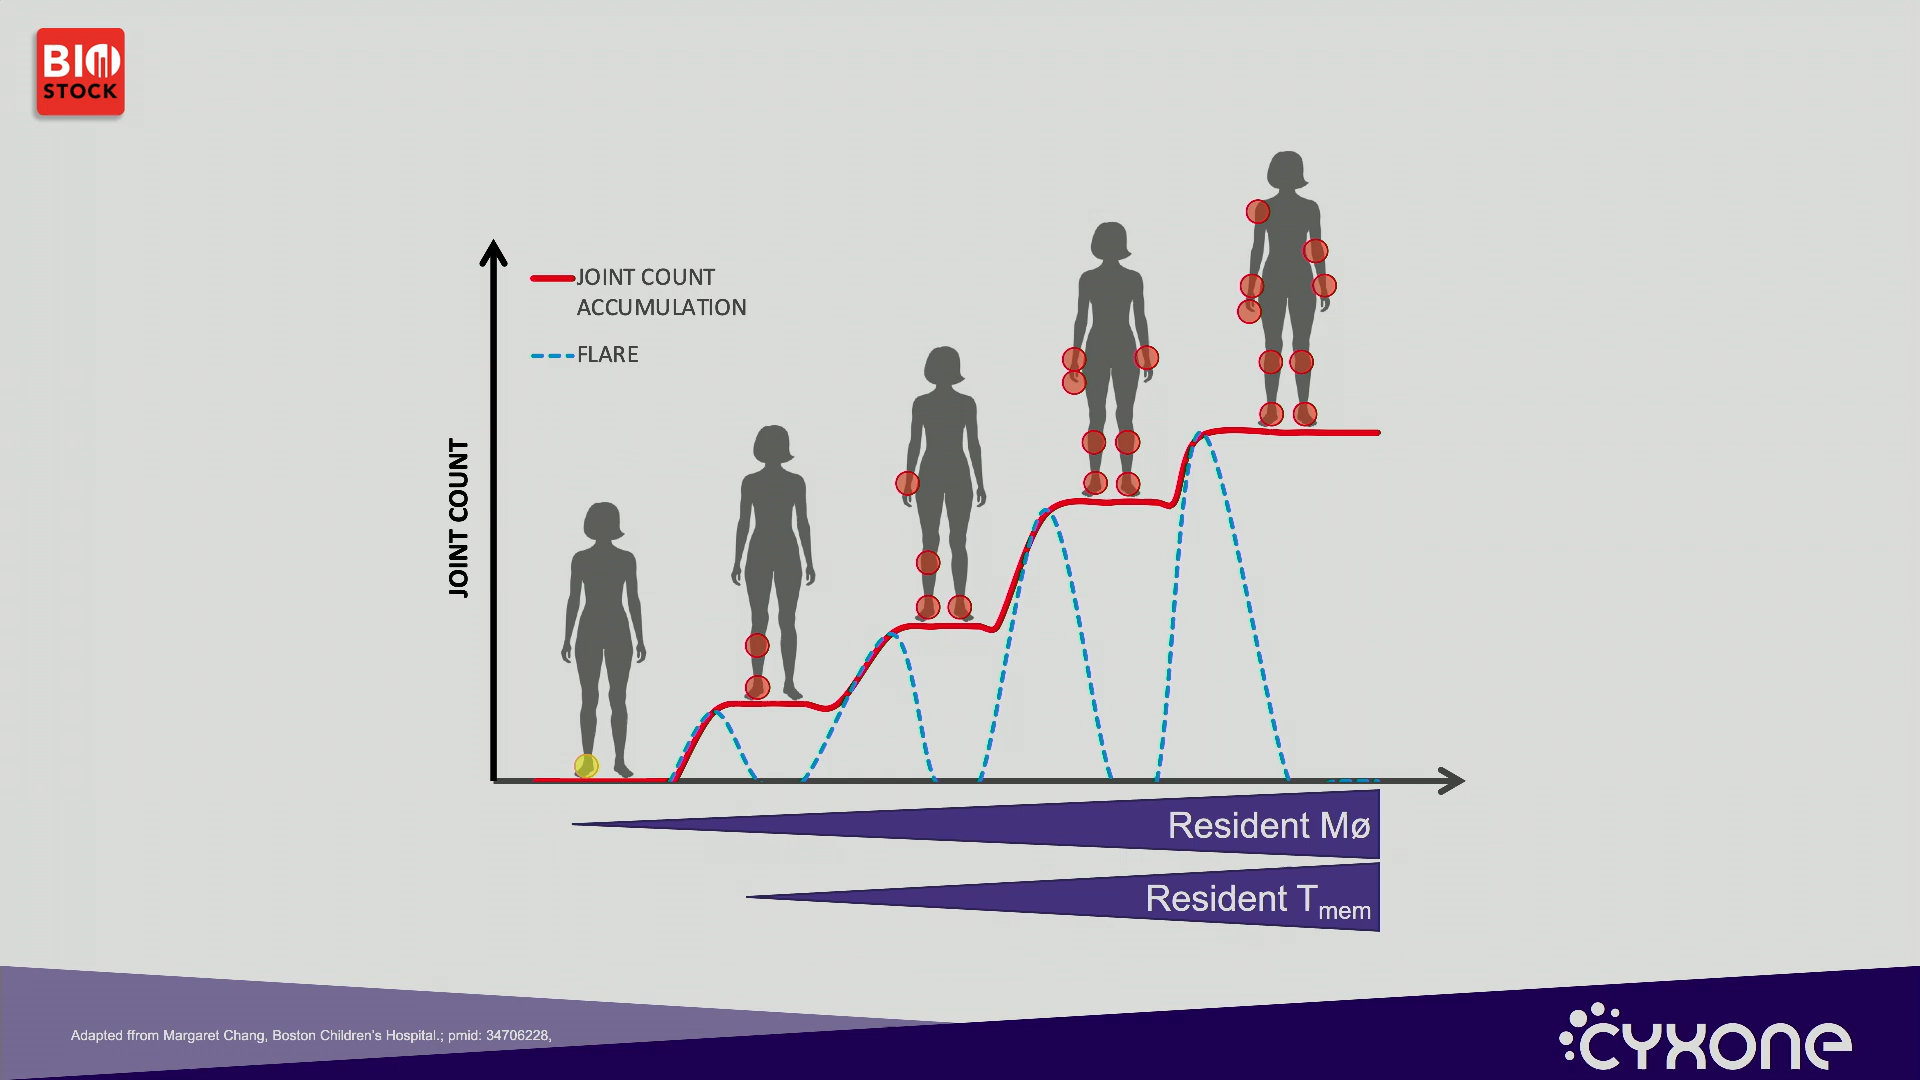 BIO
STOCK
JOINT COUNT
ACCUMULATION
FLARE
JOINT COUNT
Resident Mø
Resident Tmem
Adapted ffrom Margaret Chang, Boston Children's Hospital.; pmid: 34706228,
cyxone